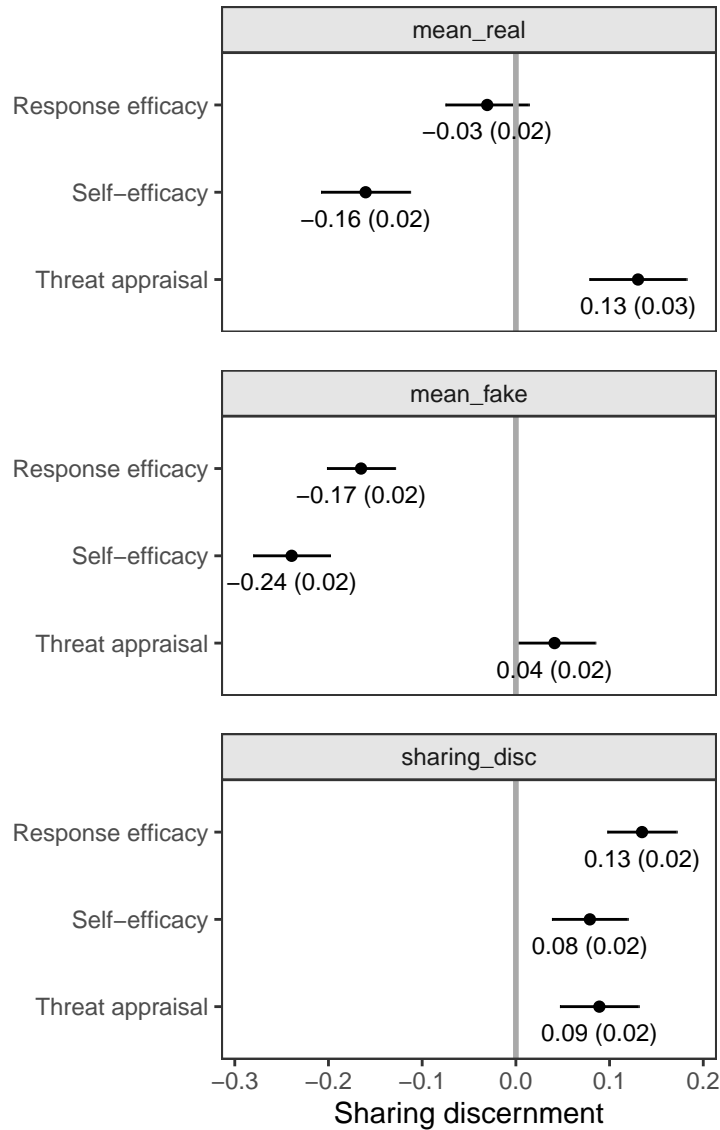 mean_real
Response efficacy
−0.03 (0.02)
Self−efficacy
−0.16 (0.02)
Threat appraisal
0.13 (0.03)
mean_fake
Response efficacy
−0.17 (0.02)
Self−efficacy
−0.24 (0.02)
Threat appraisal
0.04 (0.02)
sharing_disc
Response efficacy
0.13 (0.02)
Self−efficacy
0.08 (0.02)
Threat appraisal
0.09 (0.02)
−0.3 −0.2 −0.1 0.0 0.1 0.2
Sharing discernment